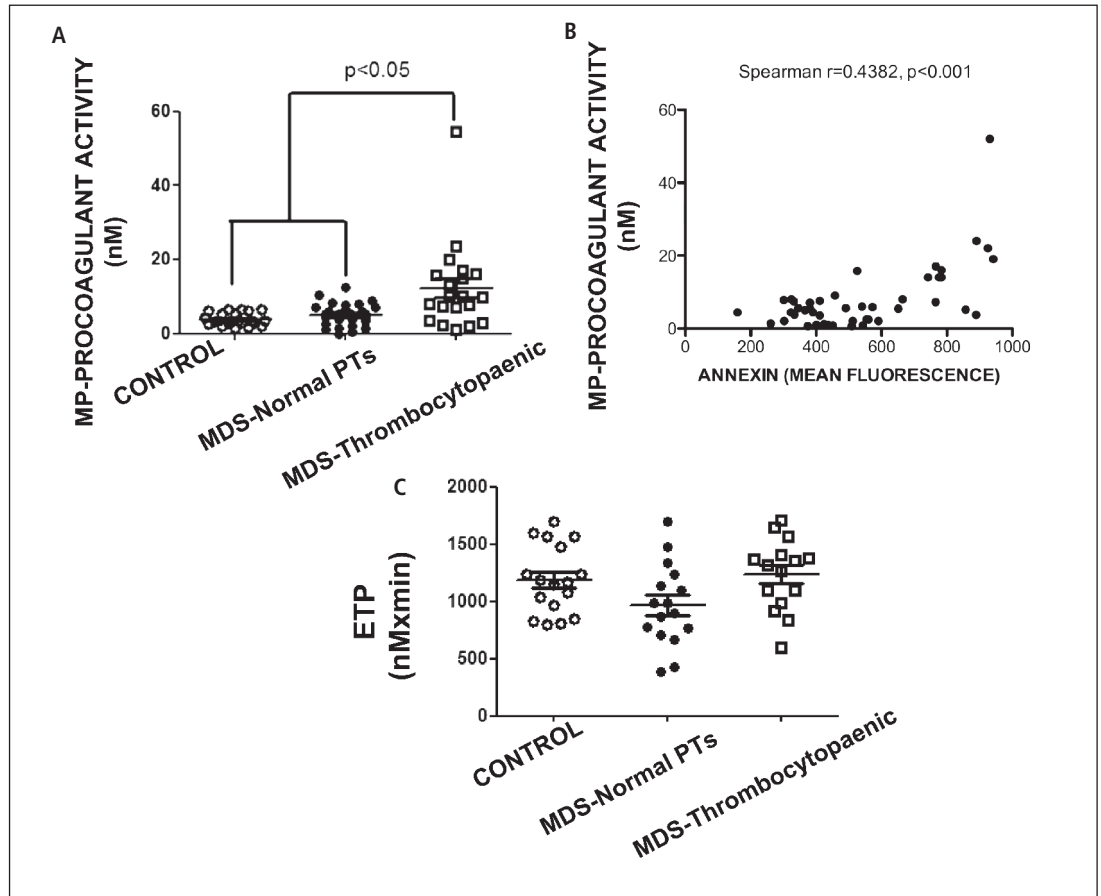 A
MP-PROCOAGULANT ACTIVITY
(nM)
p<0.05
60
40
20
0
CONTROL
MDS-Normal PTs
MDS-Thrombocytopaenic
B
MP-PROCOAGULANT ACTIVITY
(nM)
Spearman r=0.4382, p<0.001
60
40
20
0
0 200 400 600 800 1000
ANNEXIN (MEAN FLUORESCENCE)
C
ETP
(nMxmin)
2000
1500
1000
500
0
CONTROL
MDS-Normal PTs
MDS-Thrombocytopaenic